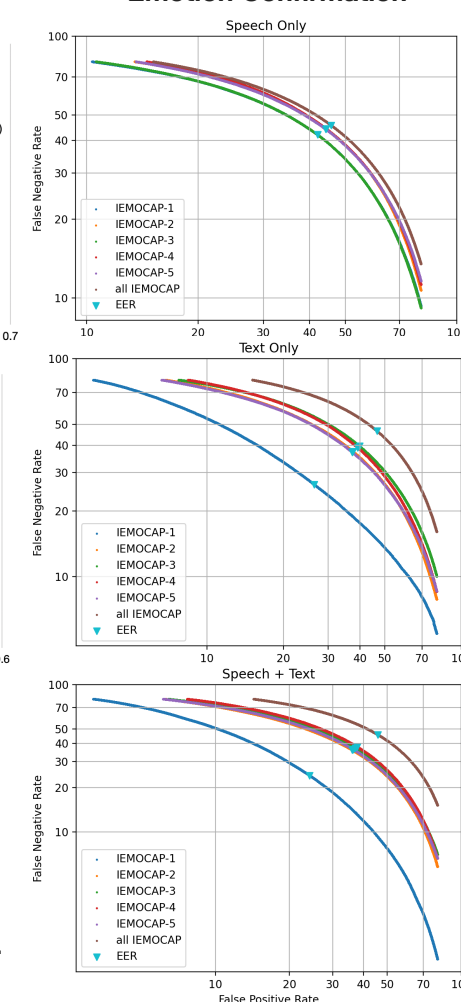 Speech Only
100
70
50
40
30
20
10
False Negative Rate
IEMOCAP-1
IEMOCAP-2
IEMOCAP-3
IEMOCAP-4
IEMOCAP-5
all IEMOCAP
EER
10 20 30 40 50 70 10
0.7
Text Only
100
70
50
40
30
20
10
False Negative Rate
IEMOCAP-1
IEMOCAP-2
IEMOCAP-3
IEMOCAP-4
IEMOCAP-5
all IEMOCAP
EER
10 20 30 40 50 70 10
0.6
Speech + Text
100
70
50
40
30
20
10
False Negative Rate
IEMOCAP-1
IEMOCAP-2
IEMOCAP-3
IEMOCAP-4
IEMOCAP-5
all IEMOCAP
EER
10 20 30 40 50 70 10
False Positive Rate